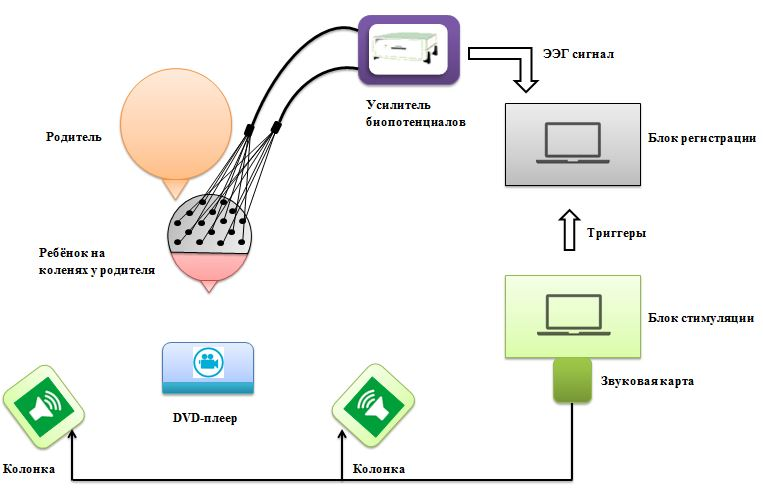 ЭЭГ сигнал
Усилитель
биопотенциалов
Родитель
Блок регистрации
Триггеры
Ребёнок на
коленях у родителя
Блок стимуляции
Звуковая карта
DVD-плеер
Колонка
Колонка